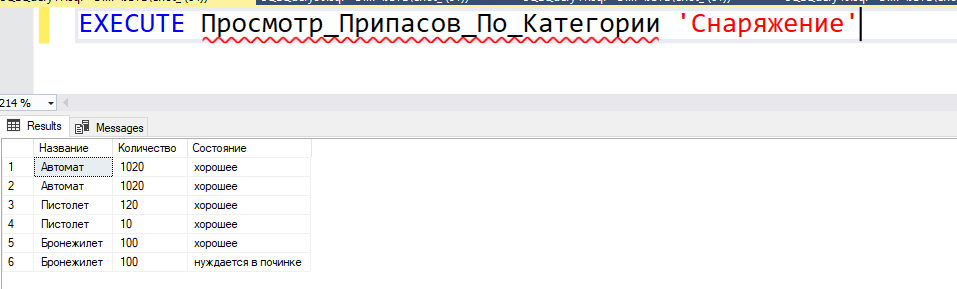 EXECUTE Просмотр_Припасов_По_Категории 'Снаряжение'
214 %
Results Messages
Название Количество Состояние
1 Автомат 1020 хорошее
2 Автомат 1020 хорошее
3 Пистолет 120 хорошее
4 Пистолет 10 хорошее
5 Бронежилет 100 хорошее
6 Бронежилет 100 нуждается в починке